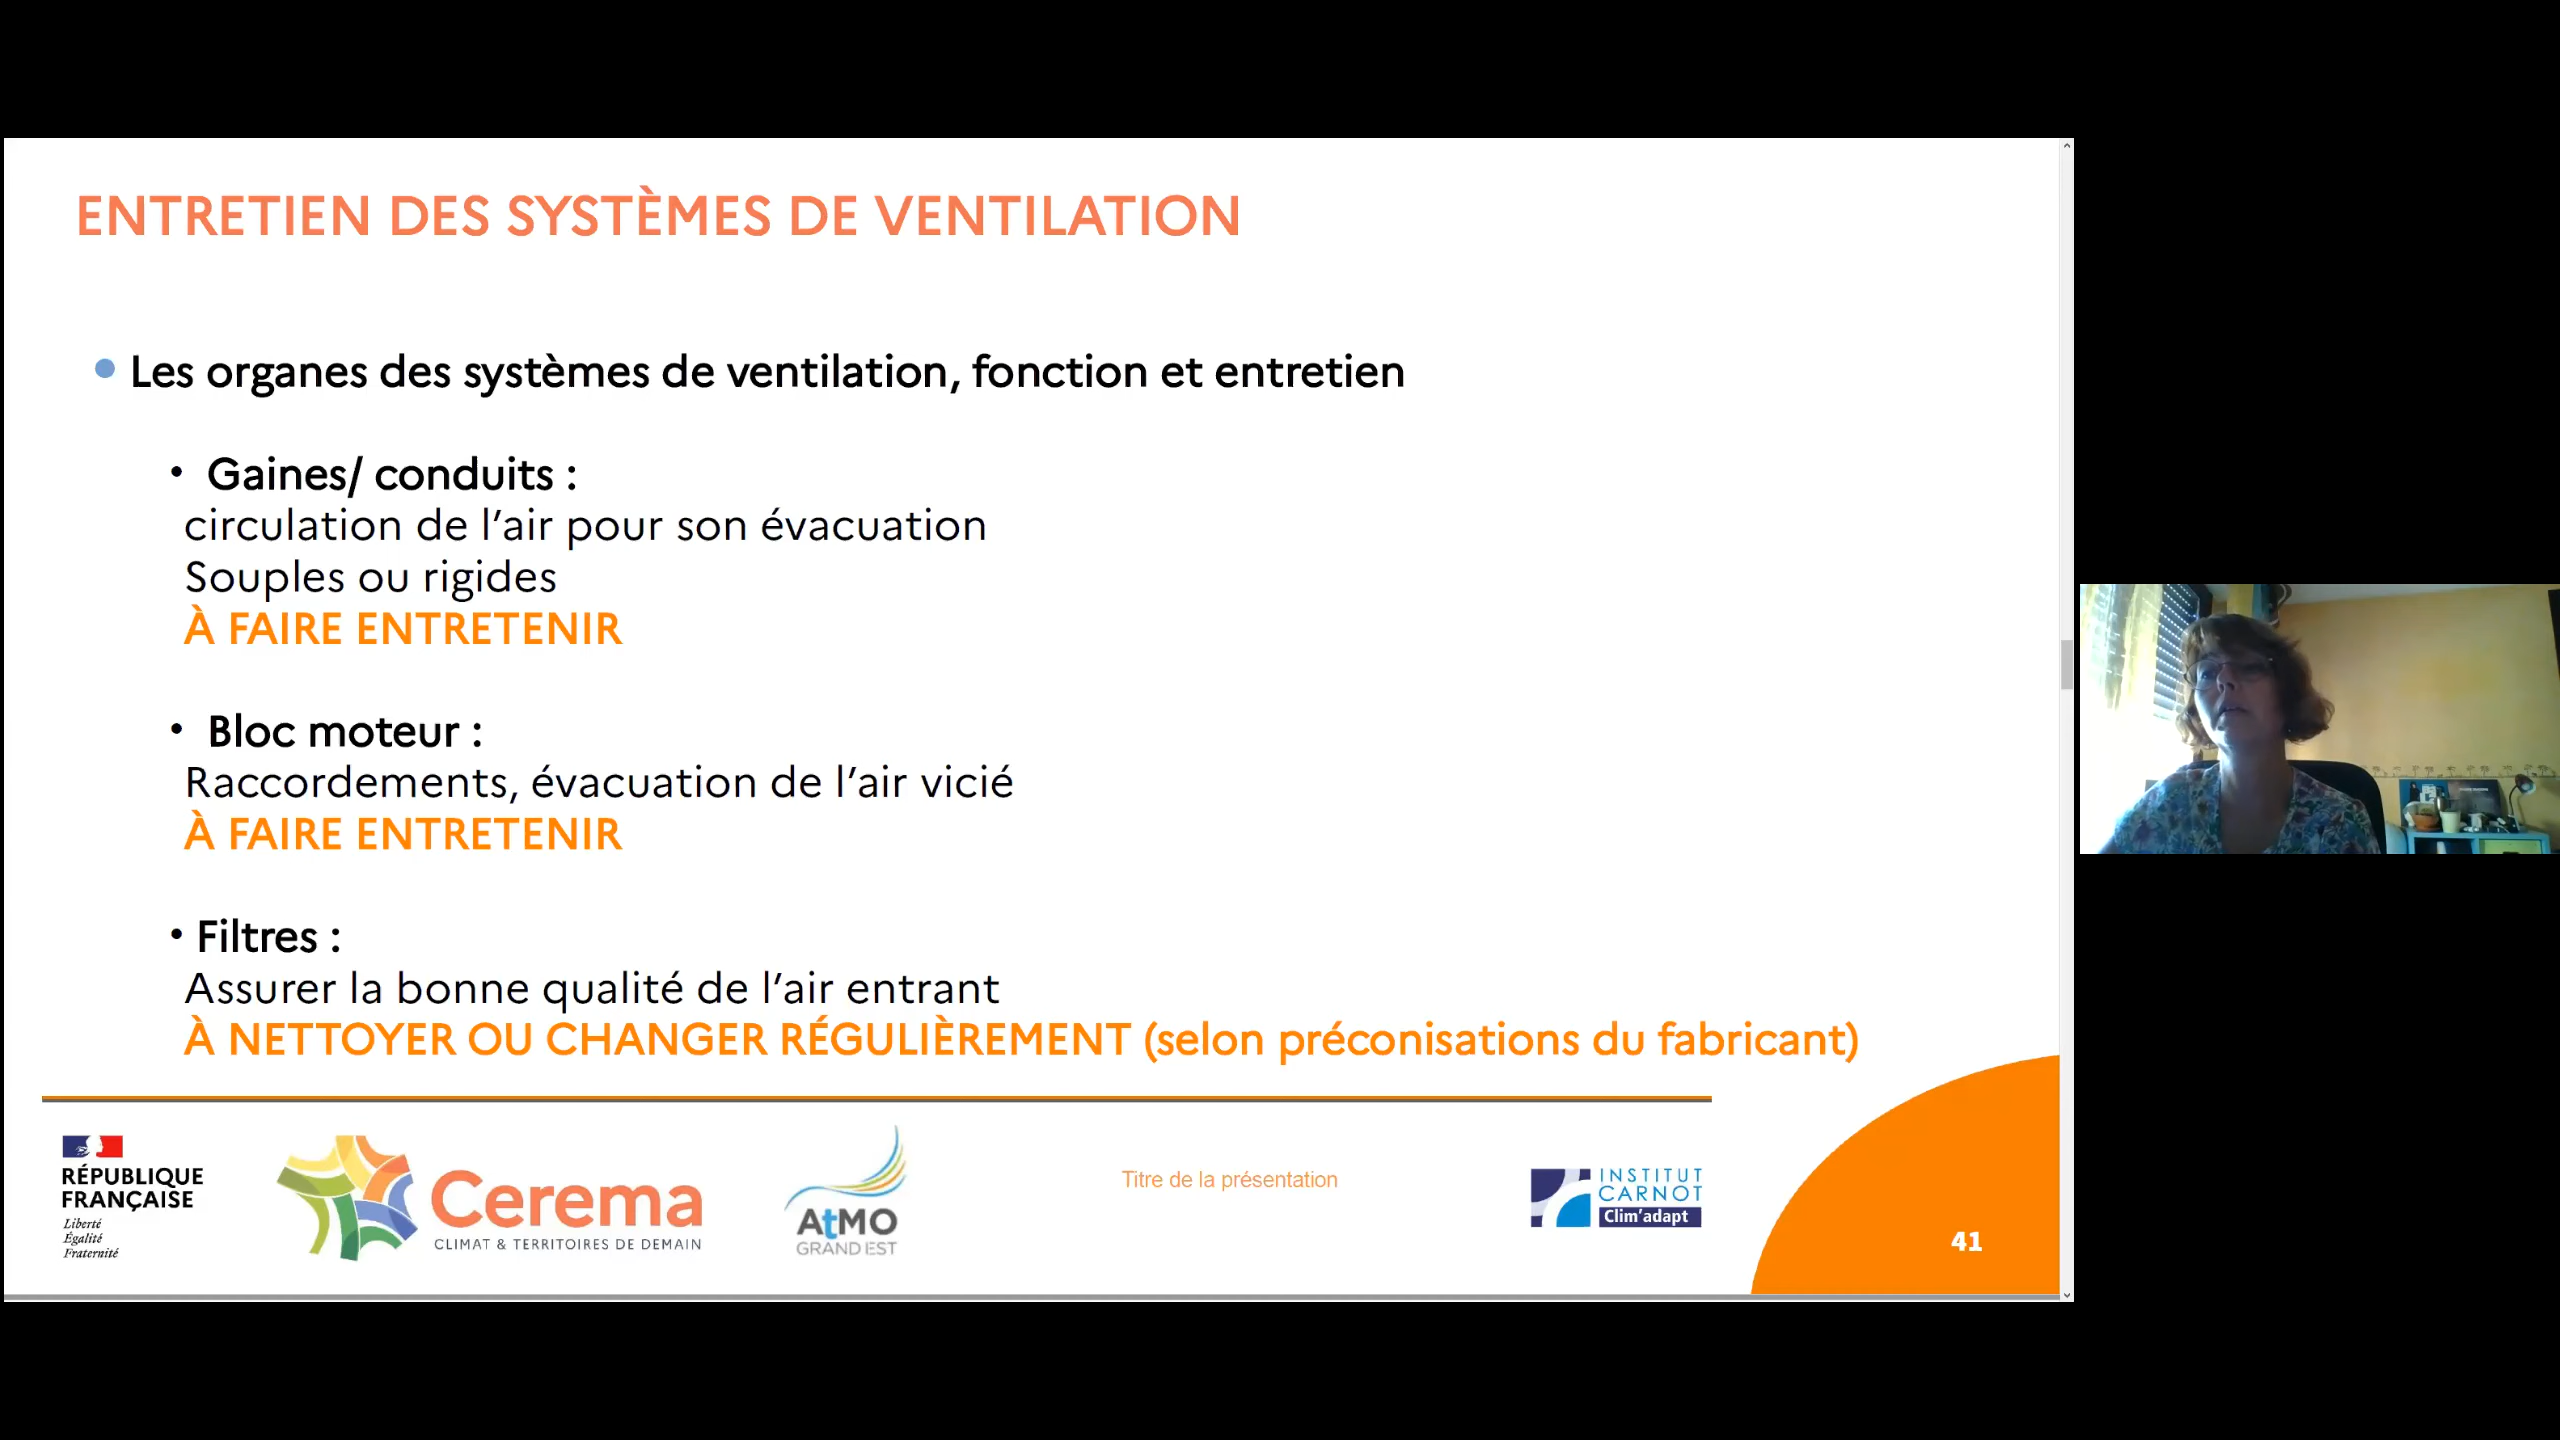 ENTRETIEN DES SYSTÈMES DE VENTILATION
Les organes des systèmes de ventilation, fonction et entretien
• Gaines/ conduits :
circulation de l’air pour son évacuation
Souples ou rigides
À FAIRE ENTRETENIR
• Bloc moteur :
Raccordements, évacuation de l’air vicié
À FAIRE ENTRETENIR
• Filtres :
Assurer la bonne qualité de l’air entrant
À NETTOYER OU CHANGER RÉGULIÈREMENT (selon préconisations du fabricant)
RÉPUBLIQUE
FRANÇAISE
Liberté
Égalité
Fraternité
Cerema
CLIMAT & TERRITOIRES DE DEMAIN
AtMO
GRAND EST
Titre de la présentation
INSTITUT
CARNOT
Clim’adapt
41